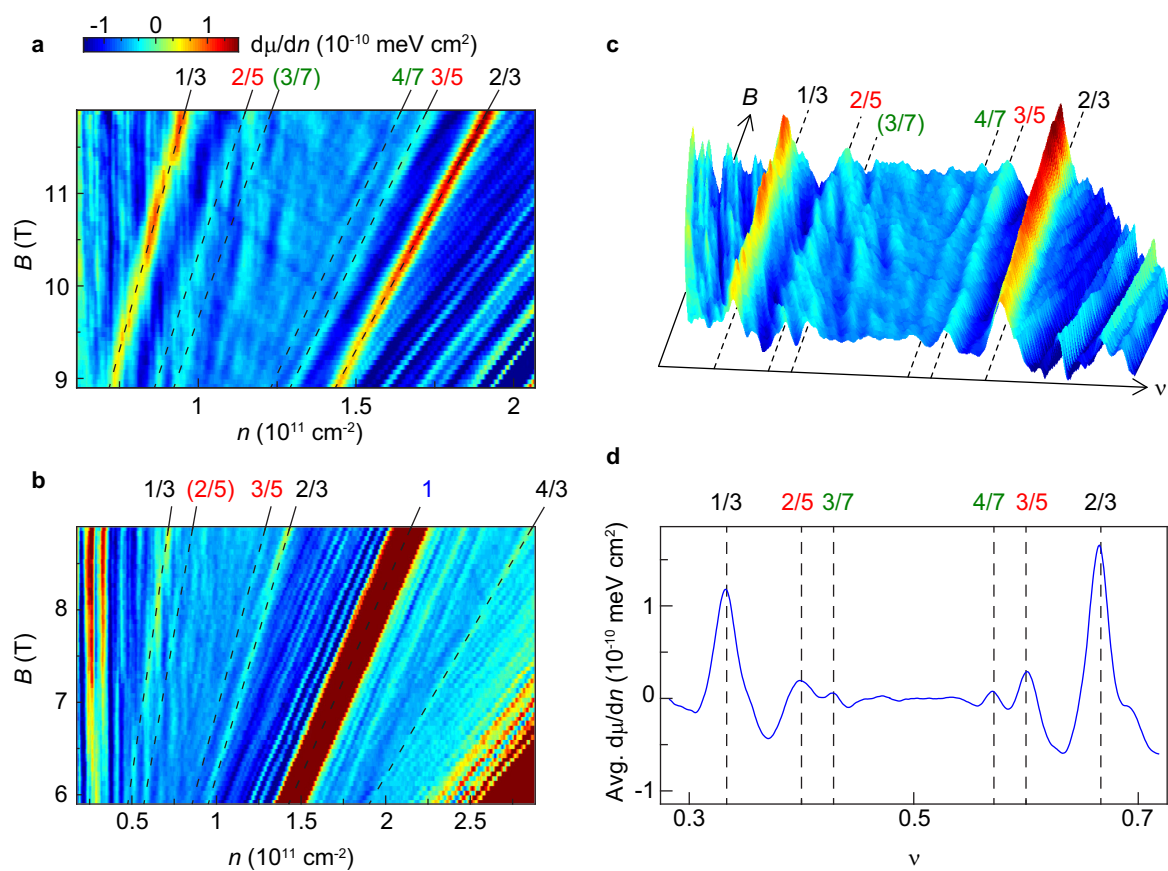 a
-1 0 1
dμ/dn (10⁻¹⁰ meV cm²)
1/3 2/5 (3/7) 4/7 3/5 2/3
11
10
9
B (T)
1 1.5 2
n (10¹¹ cm⁻²)
b
1/3 (2/5) 3/5 2/3 1 4/3
8
7
6
B (T)
0.5 1 1.5 2 2.5
n (10¹¹ cm⁻²)
c
B 1/3 2/5 (3/7) 4/7 3/5 2/3
ν
d
1/3 2/5 3/7 4/7 3/5 2/3
1
0
-1
Avg. dμ/dn (10⁻¹⁰ meV cm²)
0.3 0.5 0.7
ν